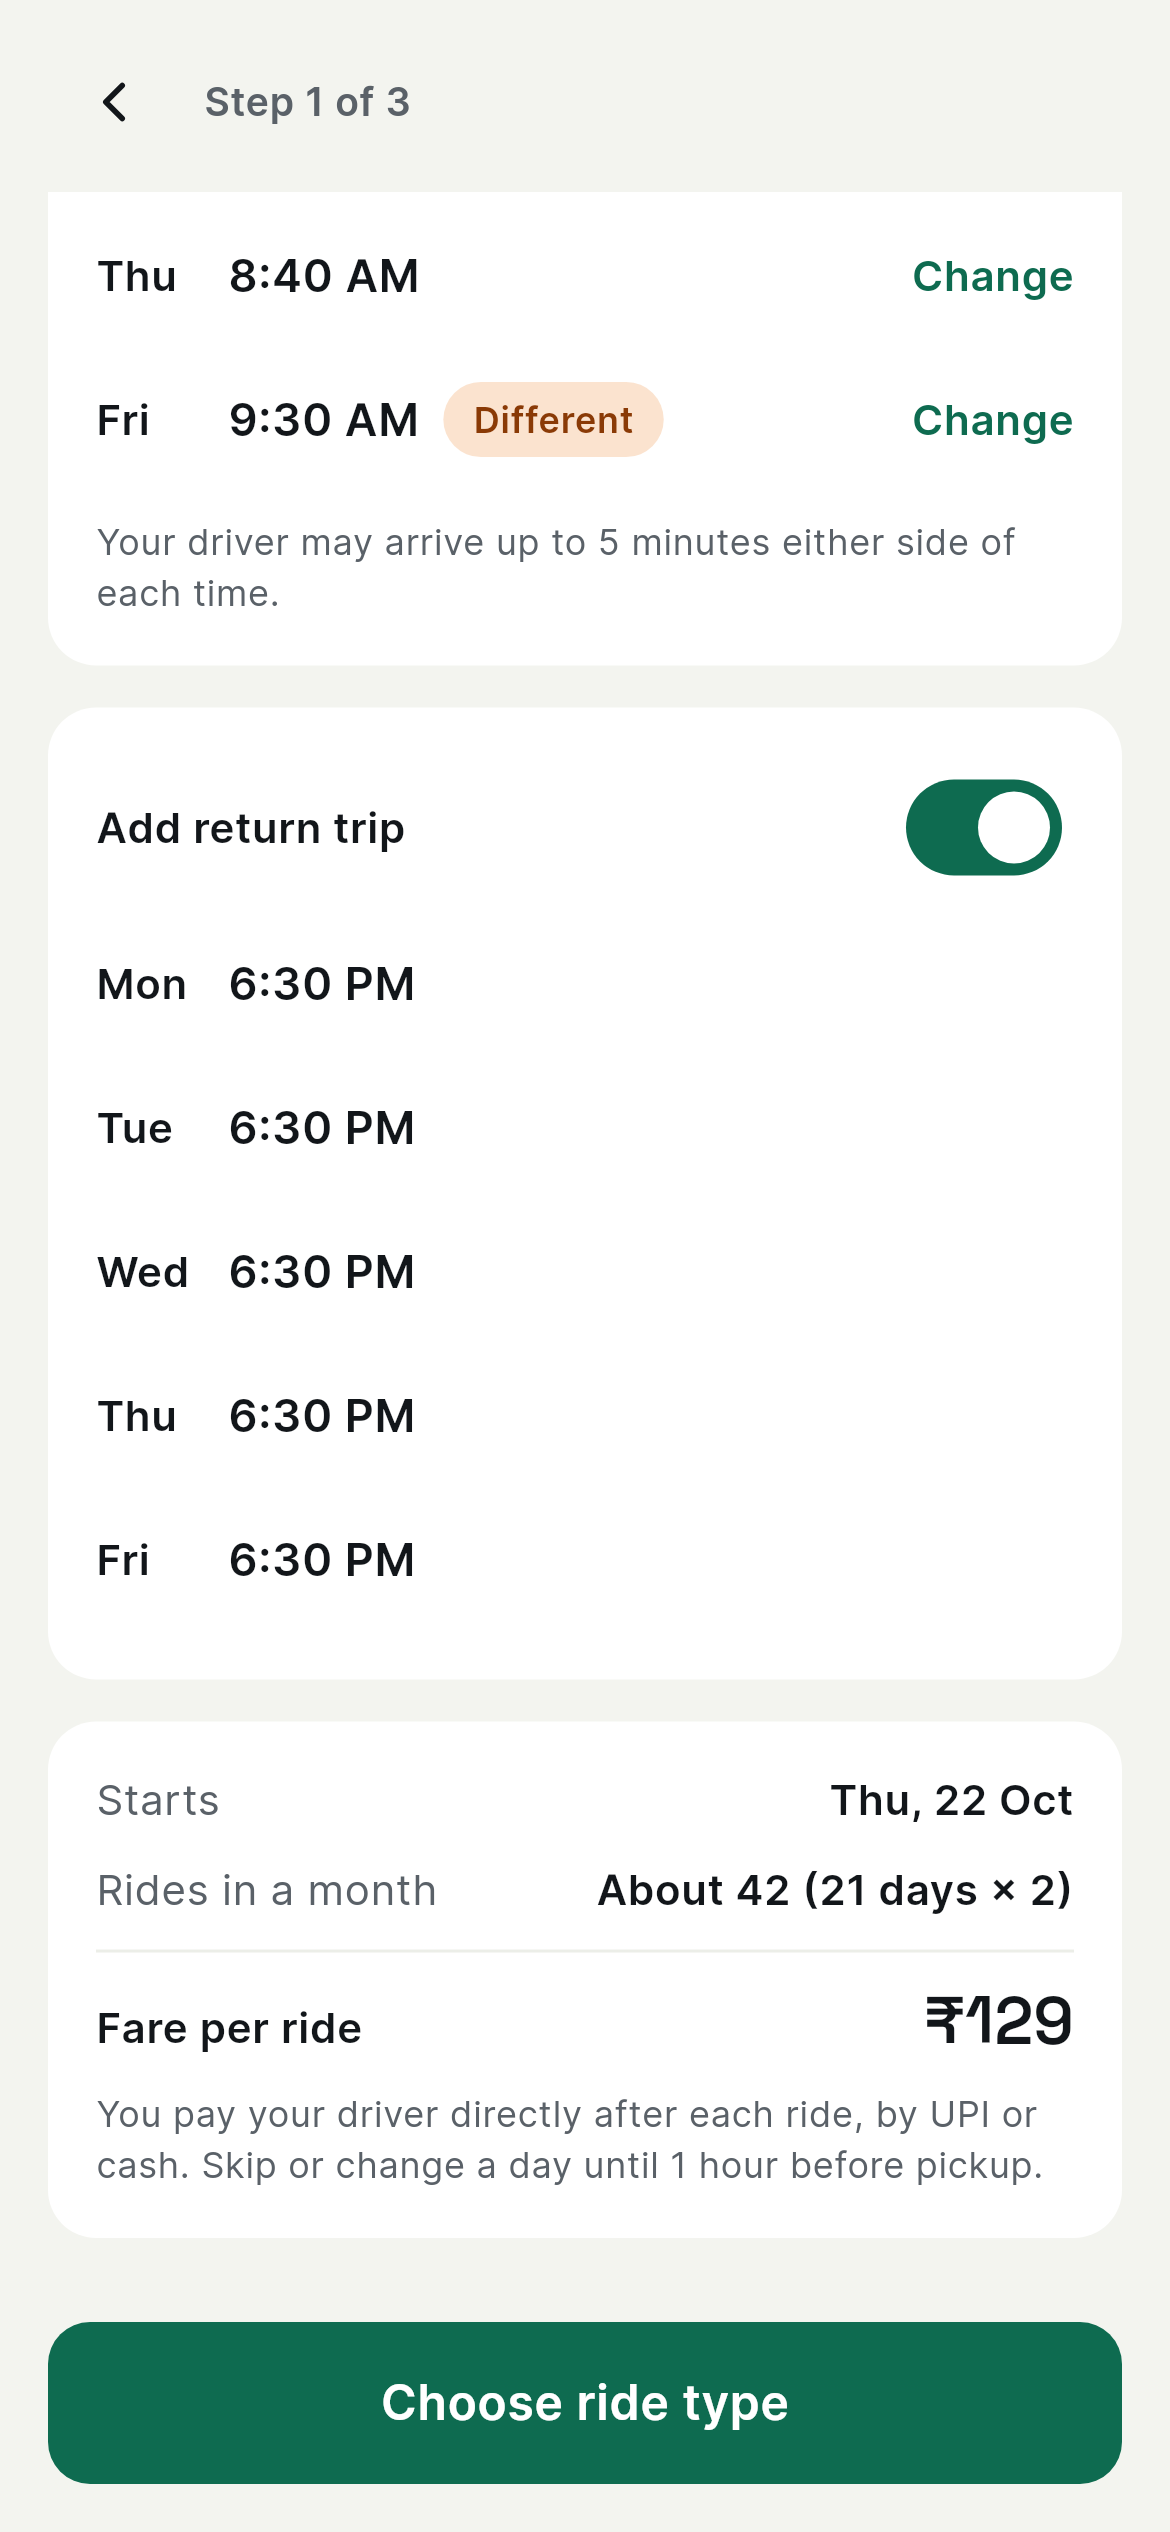 Step 1 of 3
Thu 8:40 AM Change
Fri 9:30 AM Different Change
Your driver may arrive up to 5 minutes either side of
each time.
Add return trip
Mon 6:30 PM
Tue 6:30 PM
Wed 6:30 PM
Thu 6:30 PM
Fri 6:30 PM
Starts Thu, 22 Oct
Rides in a month About 42 (21 days × 2)
Fare per ride ₹129
You pay your driver directly after each ride, by UPI or
cash. Skip or change a day until 1 hour before pickup.
Choose ride type